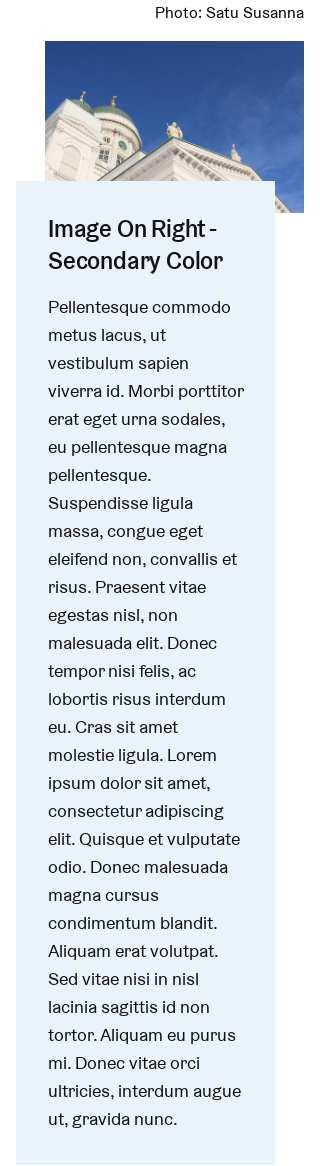 Photo: Satu Susanna
Image On Right -
Secondary Color
Pellentesque commodo
metus lacus, ut
vestibulum sapien
viverra id. Morbi porttitor
erat eget urna sodales,
eu pellentesque magna
pellentesque.
Suspendisse ligula
massa, congue eget
eleifend non, convallis et
risus. Praesent vitae
egestas nisl, non
malesuada elit. Donec
tempor nisi felis, ac
lobortis risus interdum
eu. Cras sit amet
molestie ligula. Lorem
ipsum dolor sit amet,
consectetur adipiscing
elit. Quisque et vulputate
odio. Donec malesuada
magna cursus
condimentum blandit.
Aliquam erat volutpat.
Sed vitae nisi in nisl
lacinia sagittis id non
tortor. Aliquam eu purus
mi. Donec vitae orci
ultricies, interdum augue
ut, gravida nunc.